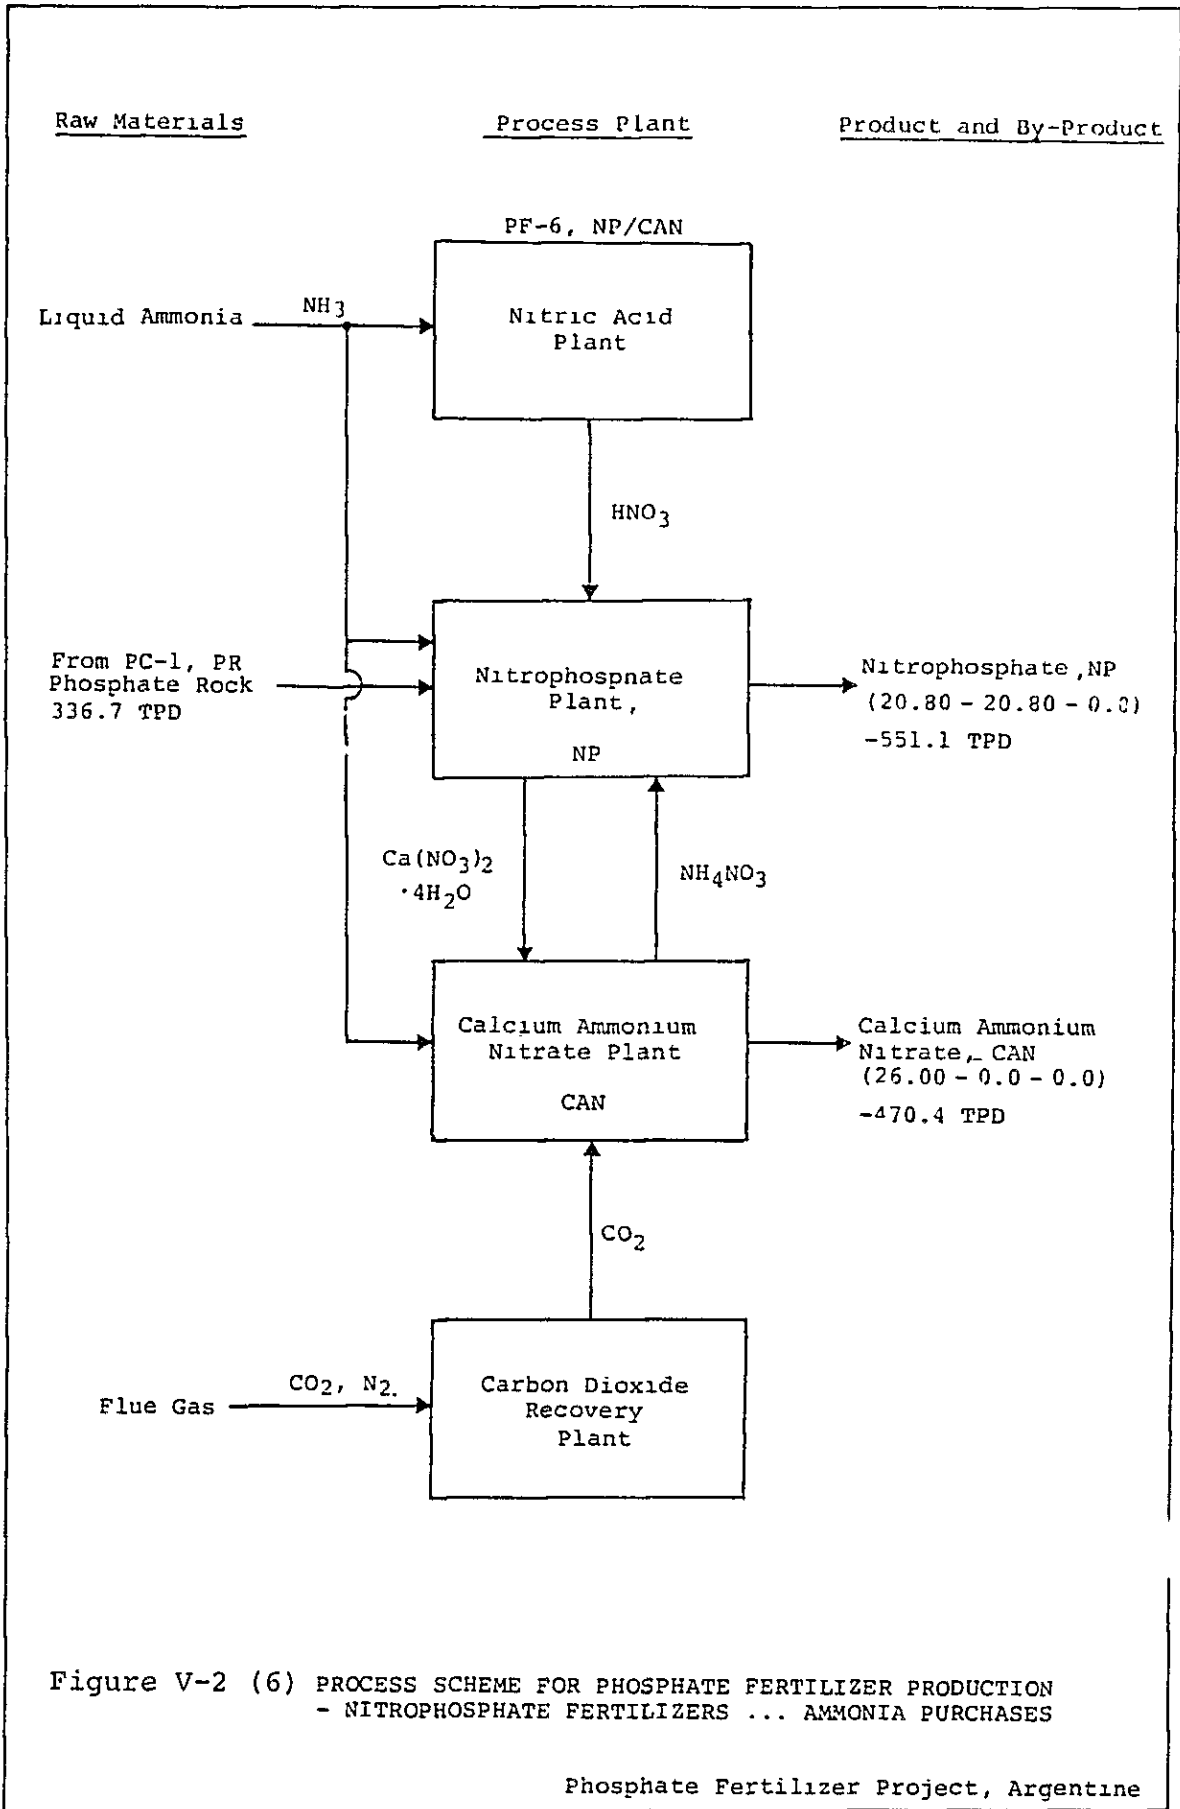 Raw Materials
Process Plant
Product and By-Product
PF-6, NP/CAN
Liquid Ammonia
NH3
Nitric Acid
Plant
HNO3
From PC-1, PR
Phosphate Rock
336.7 TPD
Nitrophospnate
Plant,
NP
Nitrophosphate,NP
(20.80 - 20.80 - 0.0)
-551.1 TPD
Ca(NO3)2
·4H2O
NH4NO3
Calcium Ammonium
Nitrate Plant
CAN
Calcium Ammonium
Nitrate, CAN
(26.00 - 0.0 - 0.0)
-470.4 TPD
CO2
Flue Gas
CO2, N2.
Carbon Dioxide
Recovery
Plant
Figure V-2 (6) PROCESS SCHEME FOR PHOSPHATE FERTILIZER PRODUCTION
- NITROPHOSPHATE FERTILIZERS ... AMMONIA PURCHASES
Phosphate Fertilizer Project, Argentine